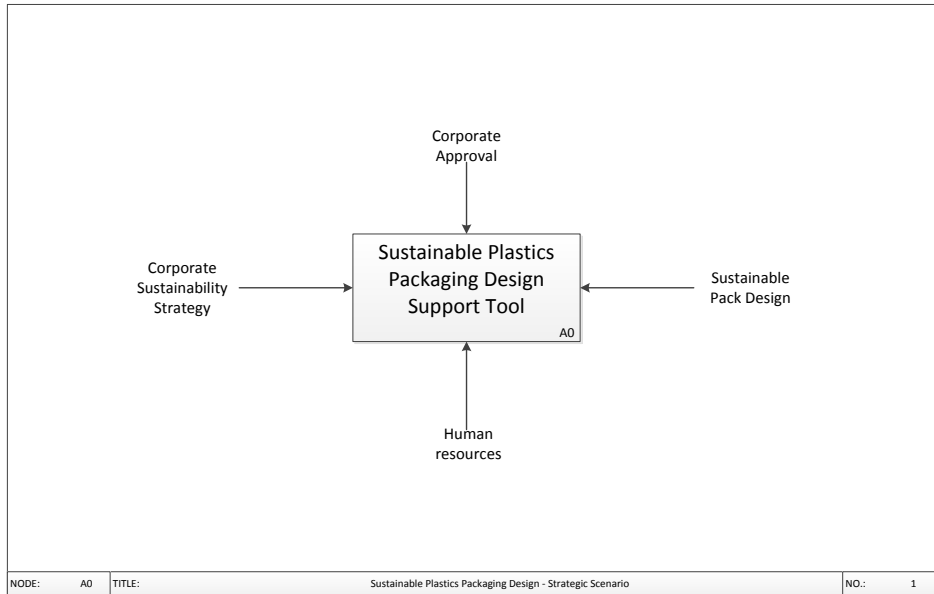 Corporate
Approval
Sustainable Plastics
Packaging Design
Support Tool
A0
Corporate
Sustainability
Strategy
Sustainable
Pack Design
Human
resources
NODE: A0 TITLE: Sustainable Plastics Packaging Design - Strategic Scenario NO.: 1